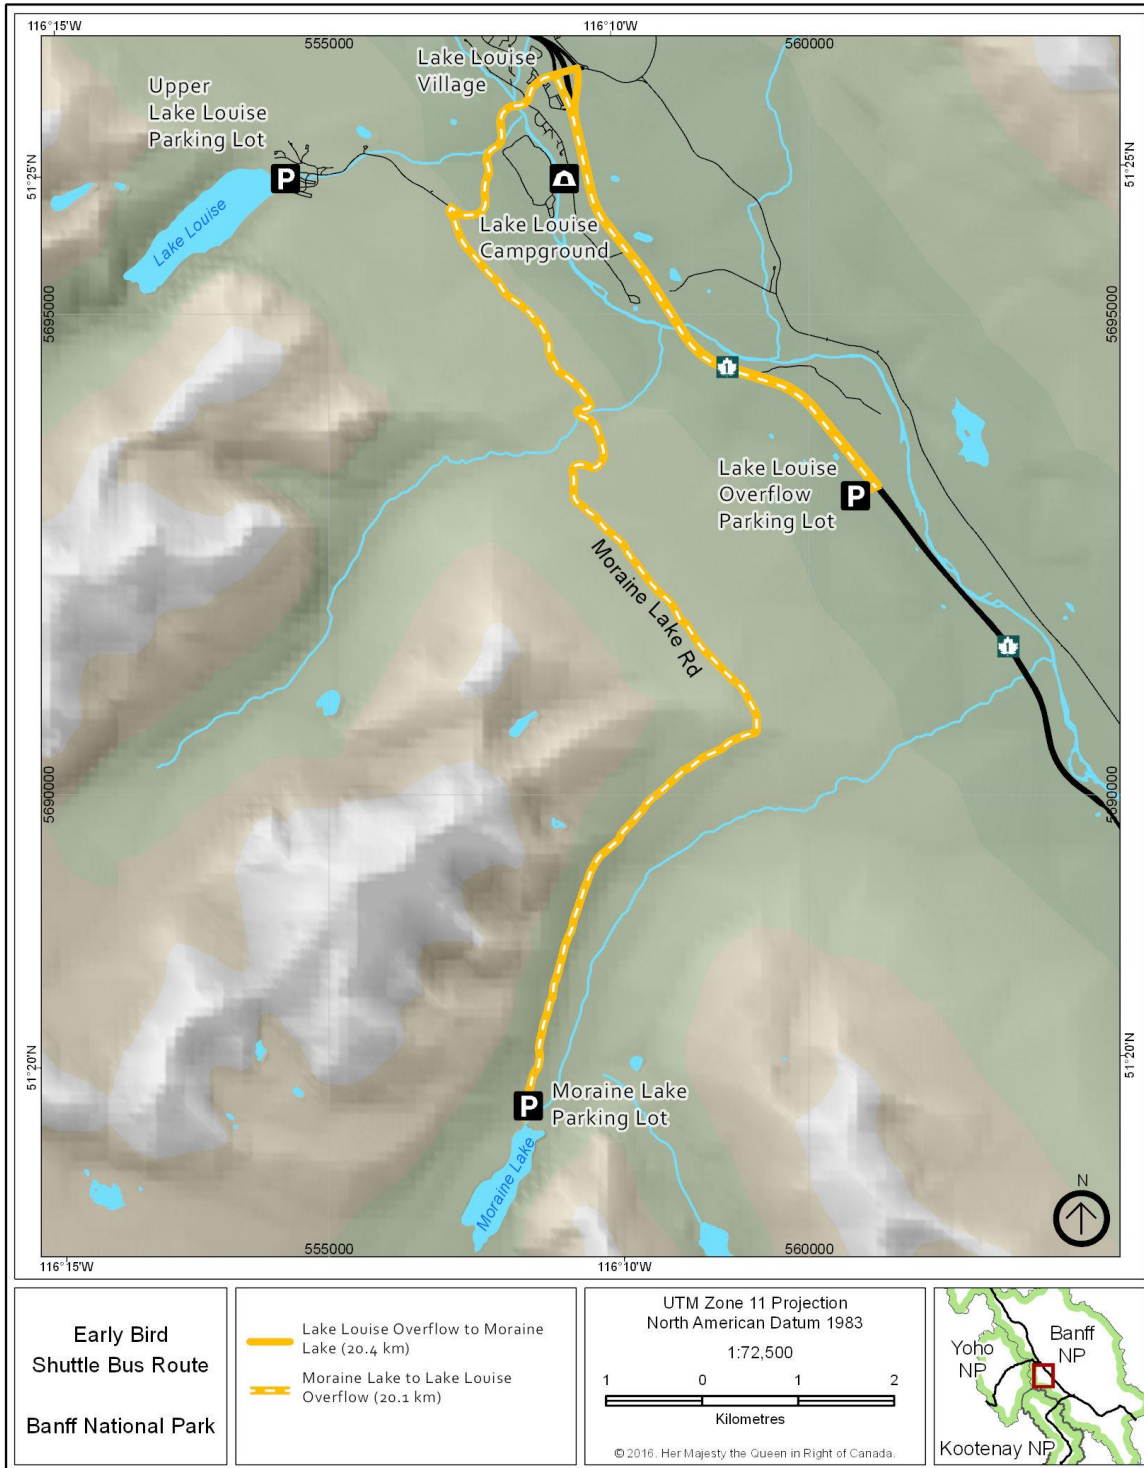 116°15'W
116°10'W
555000
560000
Lake Louise
Village
Upper
Lake Louise
Parking Lot
51°25'N
51°25'N
P
Lake Louise
Lake Louise
Campground
5695000
5695000
1
Lake Louise
Overflow
Parking Lot
P
Moraine Lake Rd
1
5690000
5690000
51°20'N
51°20'N
P
Moraine Lake
Parking Lot
Moraine Lake
N
555000
560000
116°15'W
116°10'W
Early Bird
Shuttle Bus Route
Banff National Park
Lake Louise Overflow to Moraine
Lake (20.4 km)
Moraine Lake to Lake Louise
Overflow (20.1 km)
UTM Zone 11 Projection
North American Datum 1983
1:72,500
1 0 1 2
Kilometres
© 2016. Her Majesty the Queen in Right of Canada.
Yoho
NP
Banff
NP
Kootenay NP